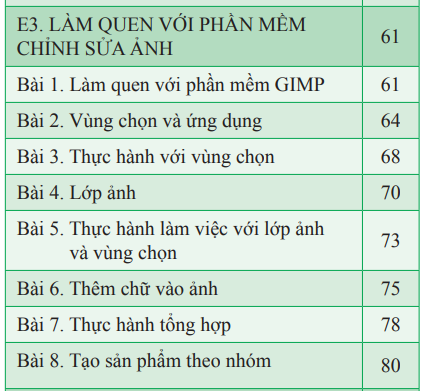 E3. LÀM QUEN VỚI PHẦN MỀM
CHỈNH SỬA ẢNH 61
Bài 1. Làm quen với phần mềm GIMP 61
Bài 2. Vùng chọn và ứng dụng 64
Bài 3. Thực hành với vùng chọn 68
Bài 4. Lớp ảnh 70
Bài 5. Thực hành làm việc với lớp ảnh
và vùng chọn 73
Bài 6. Thêm chữ vào ảnh 75
Bài 7. Thực hành tổng hợp 78
Bài 8. Tạo sản phẩm theo nhóm 80